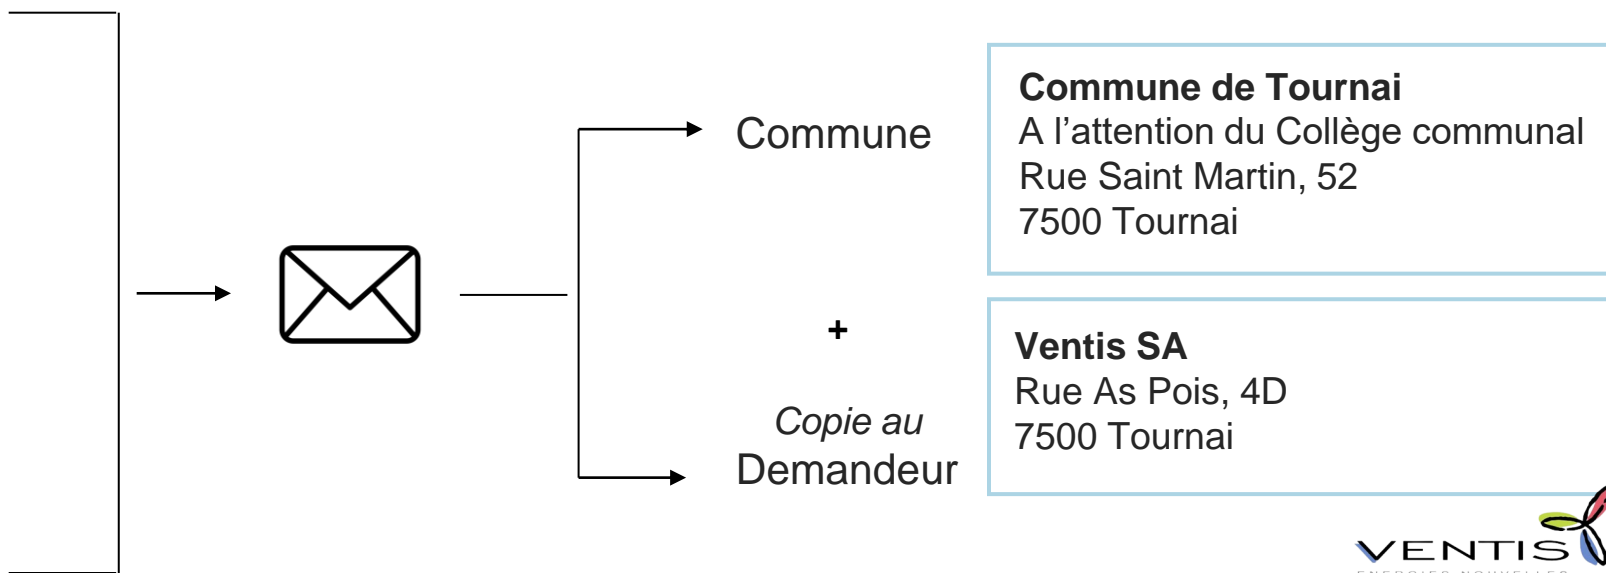 Commune
Commune de Tournai
A l’attention du Collège communal
Rue Saint Martin, 52
7500 Tournai
+
Copie au
Demandeur
Ventis SA
Rue As Pois, 4D
7500 Tournai
VENTIS